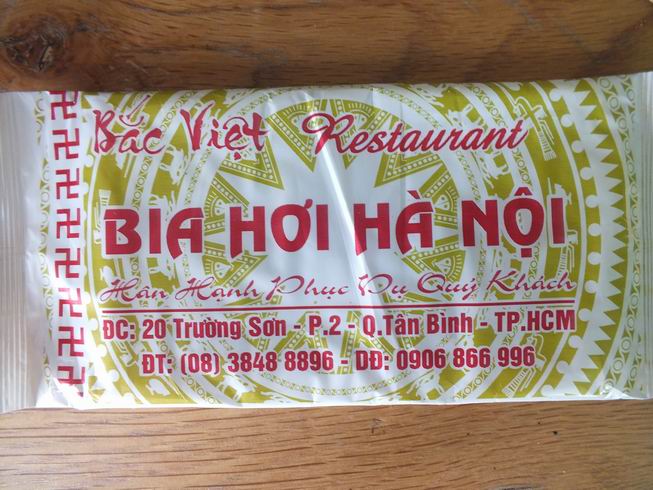 Bắc Việt Restaurant
BIA HƠI HÀ NỘI
Hân Hạnh Phục Vụ Quý Khách
ĐC: 20 Trường Sơn - P.2 - Q.Tân Bình - TP.HCM
ĐT: (08) 3848 8896 - DĐ: 0906 866 996